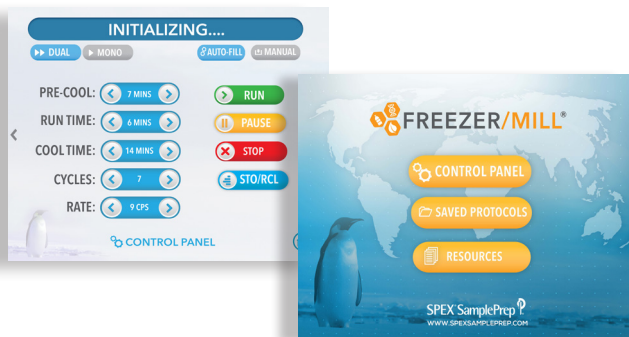 INITIALIZING....
DUAL MONO AUTO-FILL MANUAL
PRE-COOL: 7 MINS RUN
RUN TIME: 6 MINS PAUSE
COOL TIME: 14 MINS STOP
CYCLES: 7 STO/RCL
RATE: 9 CPS
CONTROL PANEL
FREEZER/MILL®
CONTROL PANEL
SAVED PROTOCOLS
RESOURCES
SPEX SamplePrep
WWW.SPEXSAMPLEPREP.COM